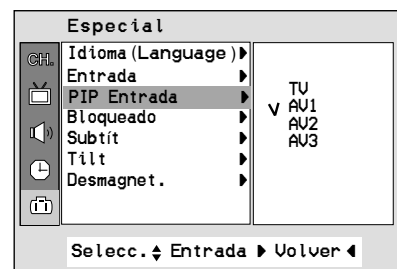 Especial
CH.
Idioma (Language)
Entrada
PIP Entrada
Bloqueado
Subtít
Tilt
Desmagnet.
TV
AV1
AV2
AV3
Selecc. Entrada Volver